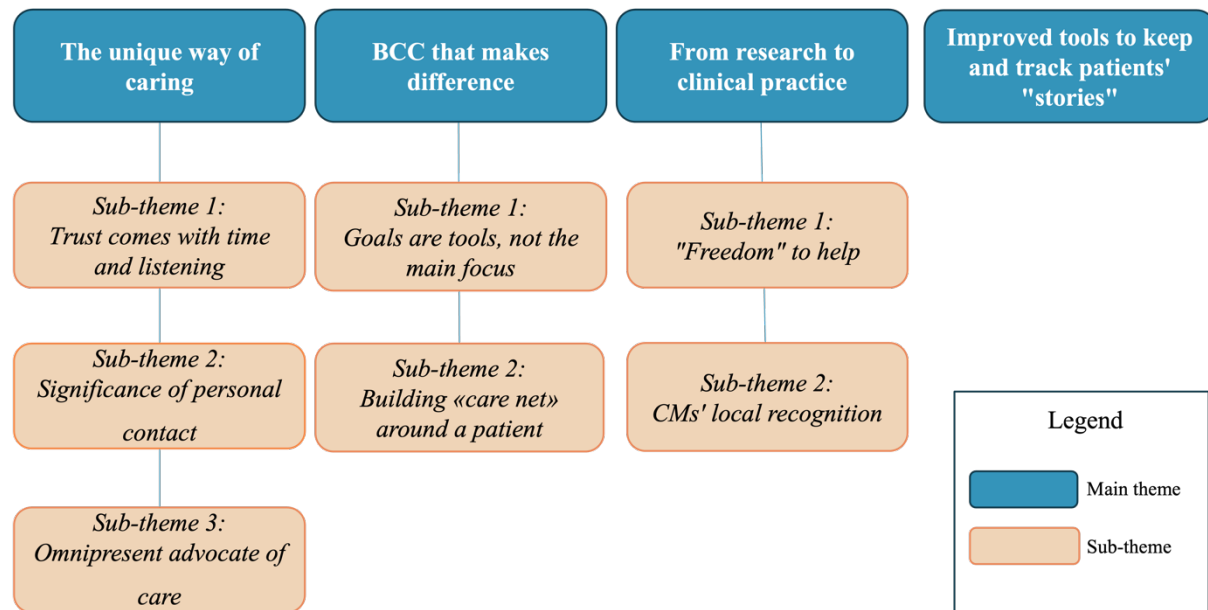 The unique way of
caring
BCC that makes
difference
From research to
clinical practice
Improved tools to keep
and track patients'
"stories"
Sub-theme 1:
Trust comes with time
and listening
Sub-theme 1:
Goals are tools, not the
main focus
Sub-theme 1:
"Freedom" to help
Sub-theme 2:
Significance of personal
contact
Sub-theme 2:
Building «care net»
around a patient
Sub-theme 2:
CMs' local recognition
Sub-theme 3:
Omnipresent advocate of
care
Legend
Main theme
Sub-theme